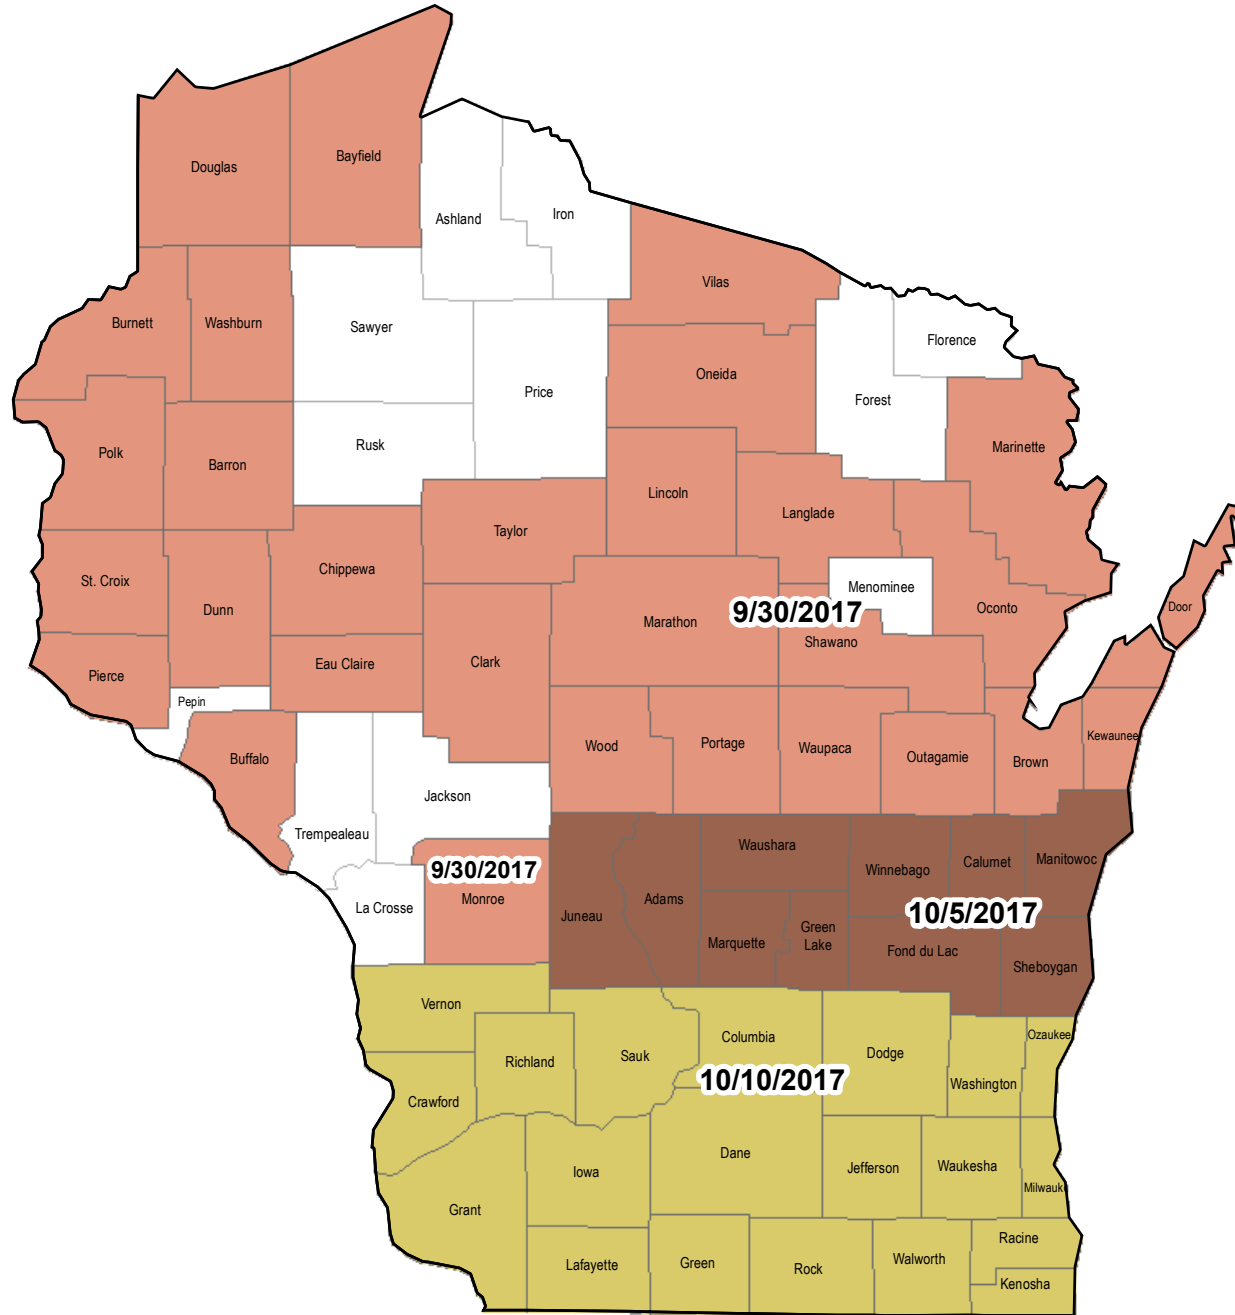 Bayfield
Douglas
Iron
Ashland
Vilas
Burnett
Washburn
Sawyer
Florence
Oneida
Price
Forest
Rusk
Marinette
Polk
Barron
Lincoln
Langlade
Taylor
Chippewa
St. Croix
Menominee
Dunn
Door
Oconto
9/30/2017
Marathon
Shawano
Eau Claire
Clark
Pierce
Pepin
Kewaunee
Wood
Portage
Waupaca
Outagamie
Brown
Buffalo
Jackson
Trempealeau
Waushara
Manitowoc
Calumet
Winnebago
9/30/2017
Monroe
Adams
La Crosse
10/5/2017
Juneau
Green
Lake
Marquette
Fond du Lac
Sheboygan
Vernon
Columbia
Ozaukee
Dodge
Sauk
Richland
10/10/2017
Washington
Crawford
Dane
Waukesha
Jefferson
Iowa
Milwauk
Grant
Racine
Walworth
Green
Lafayette
Rock
Kenosha